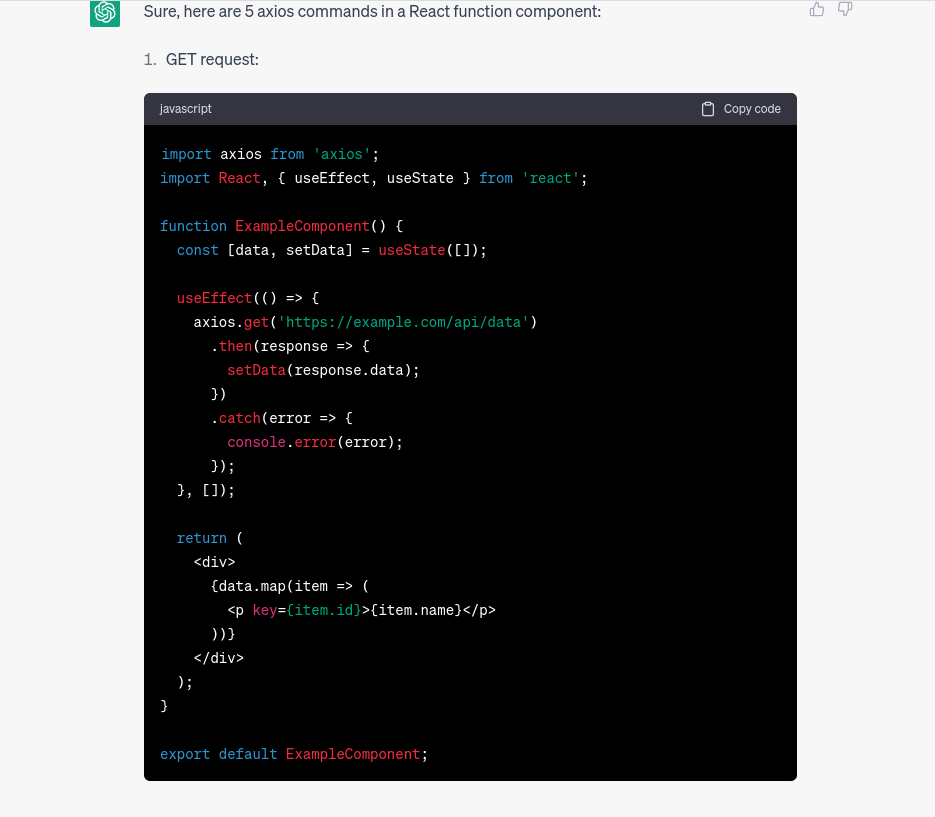 Sure, here are 5 axios commands in a React function component:
1. GET request:
javascript
Copy code
import axios from 'axios';
import React, { useEffect, useState } from 'react';
function ExampleComponent() {
  const [data, setData] = useState([]);
  useEffect(() => {
    axios.get('https://example.com/api/data')
      .then(response => {
        setData(response.data);
      })
      .catch(error => {
        console.error(error);
      });
  }, []);
  return (
    <div>
      {data.map(item => (
        <p key={item.id}>{item.name}</p>
      ))}
    </div>
  );
}
export default ExampleComponent;